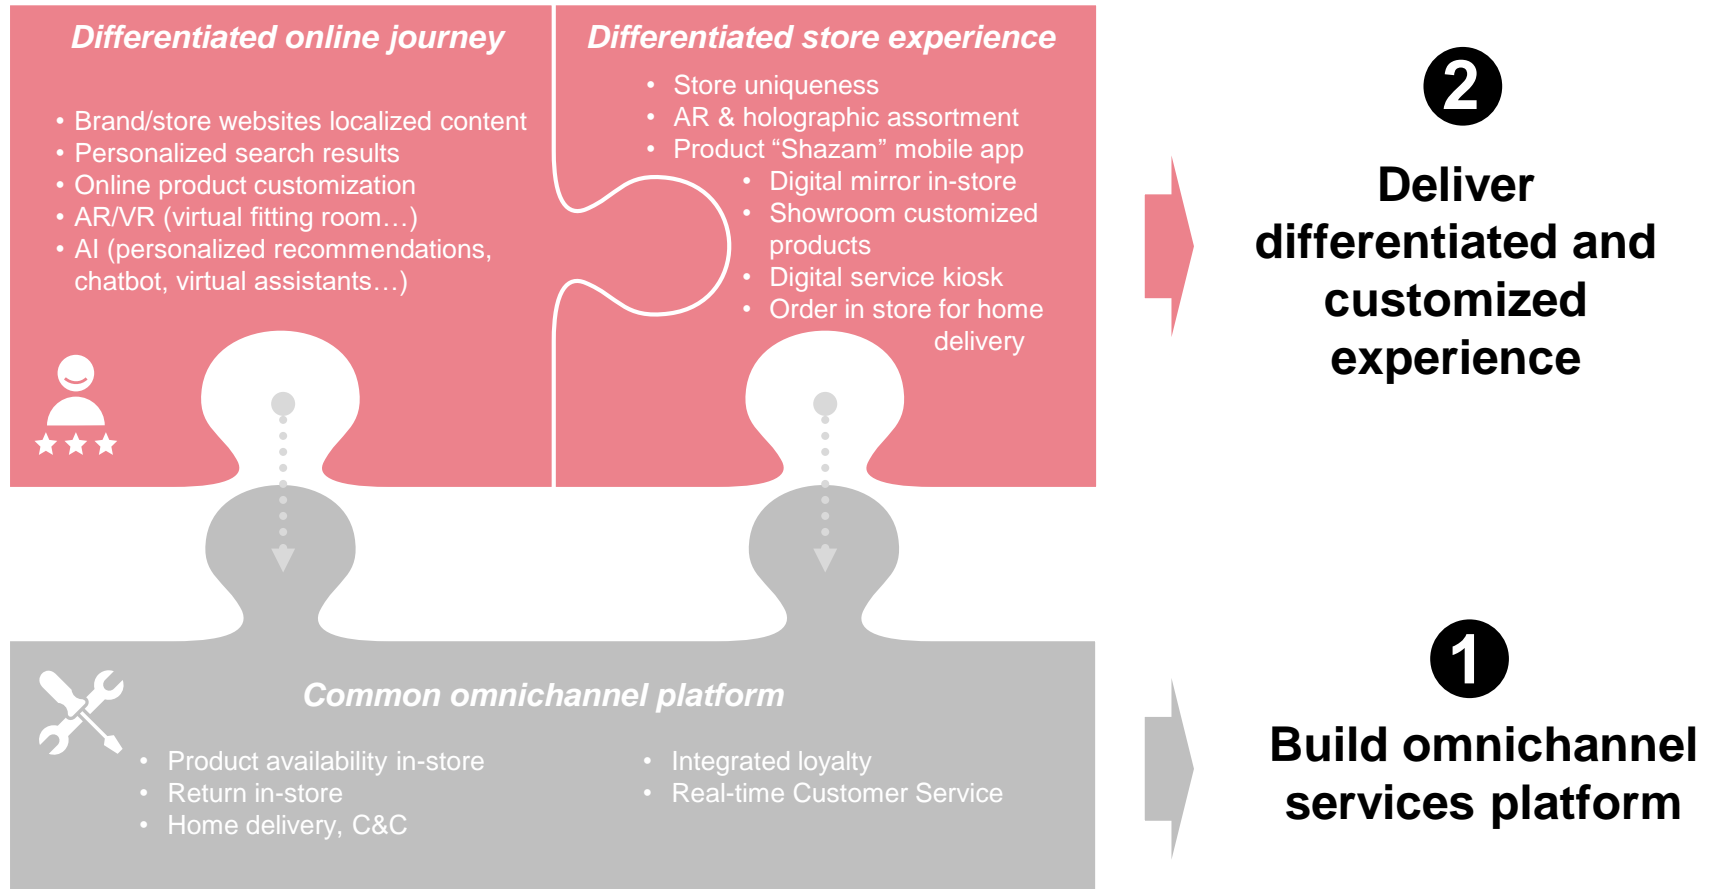 Differentiated online journey
• Brand/store websites localized content
• Personalized search results
• Online product customization
• AR/VR (virtual fitting room…)
• AI (personalized recommendations,
chatbot, virtual assistants…)
Differentiated store experience
• Store uniqueness
• AR & holographic assortment
• Product “Shazam” mobile app
• Digital mirror in-store
• Showroom customized
products
• Digital service kiosk
• Order in store for home
delivery
2
Deliver
differentiated and
customized
experience
Common omnichannel platform
• Product availability in-store
• Return in-store
• Home delivery, C&C
• Integrated loyalty
• Real-time Customer Service
1
Build omnichannel
services platform